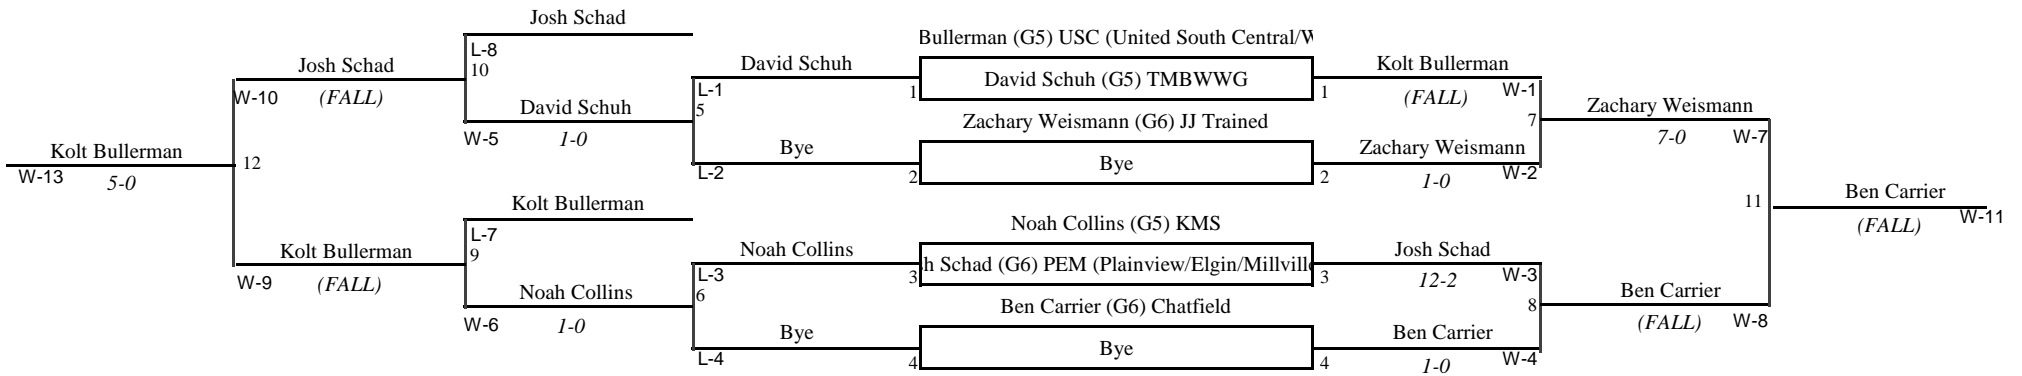 Josh Schad
L-8
10
Josh Schad
W-10 (FALL)
David Schuh
W-5 1-0
Kolt Bullerman
W-13 5-0
12
Kolt Bullerman
L-7
9
Kolt Bullerman
W-9 (FALL)
Noah Collins
W-6 1-0
David Schuh
L-1
5
Bye
L-2
Noah Collins
L-3
6
Bye
L-4
Bullerman (G5) USC (United South Central/W
1 David Schuh (G5) TMBWWG 1
Zachary Weismann (G6) JJ Trained
2 Bye 2
Noah Collins (G5) KMS
3 h Schad (G6) PEM (Plainview/Elgin/Millville 3
Ben Carrier (G6) Chatfield
4 Bye 4
Kolt Bullerman
(FALL) W-1
7
Zachary Weismann
1-0 W-2
Josh Schad
12-2 W-3
8
Ben Carrier
1-0 W-4
Zachary Weismann
7-0 W-7
11
Ben Carrier
(FALL) W-8
Ben Carrier
(FALL) W-11